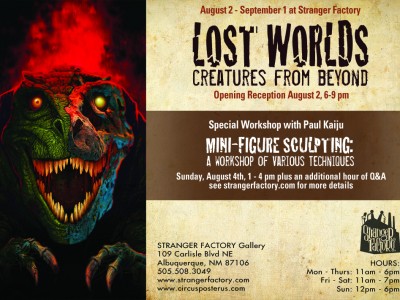 August 2 - September 1 at Stranger Factory
LOST WORLDS
CREATURES FROM BEYOND
Opening Reception August 2, 6-9 pm
Special Workshop with Paul Kaiju
MINI-FIGURE SCULPTING:
A WORKSHOP OF VARIOUS TECHNIQUES
Sunday, August 4th, 1 - 4 pm plus an additional hour of Q&A
see strangerfactory.com for more details
STRANGER FACTORY Gallery
109 Carlisle Blvd NE
Albuquerque, NM 87106
505.508.3049
www.strangerfactory.com
www.circusposterus.com
Stranger
Factory
HOURS:
Mon - Thurs: 11am - 6pm
Fri - Sat: 11am - 7pm
Sun: 12pm - 6pm